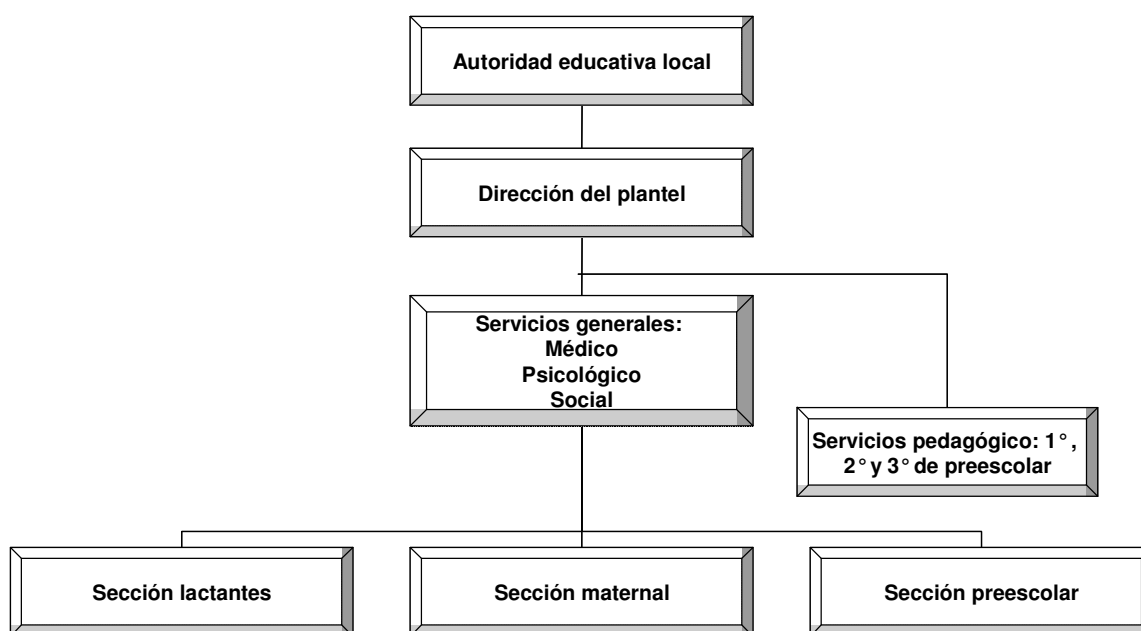 Autoridad educativa local
Dirección del plantel
Servicios generales:
Médico
Psicológico
Social
Servicios pedagógico: 1°,
2° y 3° de preescolar
Sección lactantes
Sección maternal
Sección preescolar